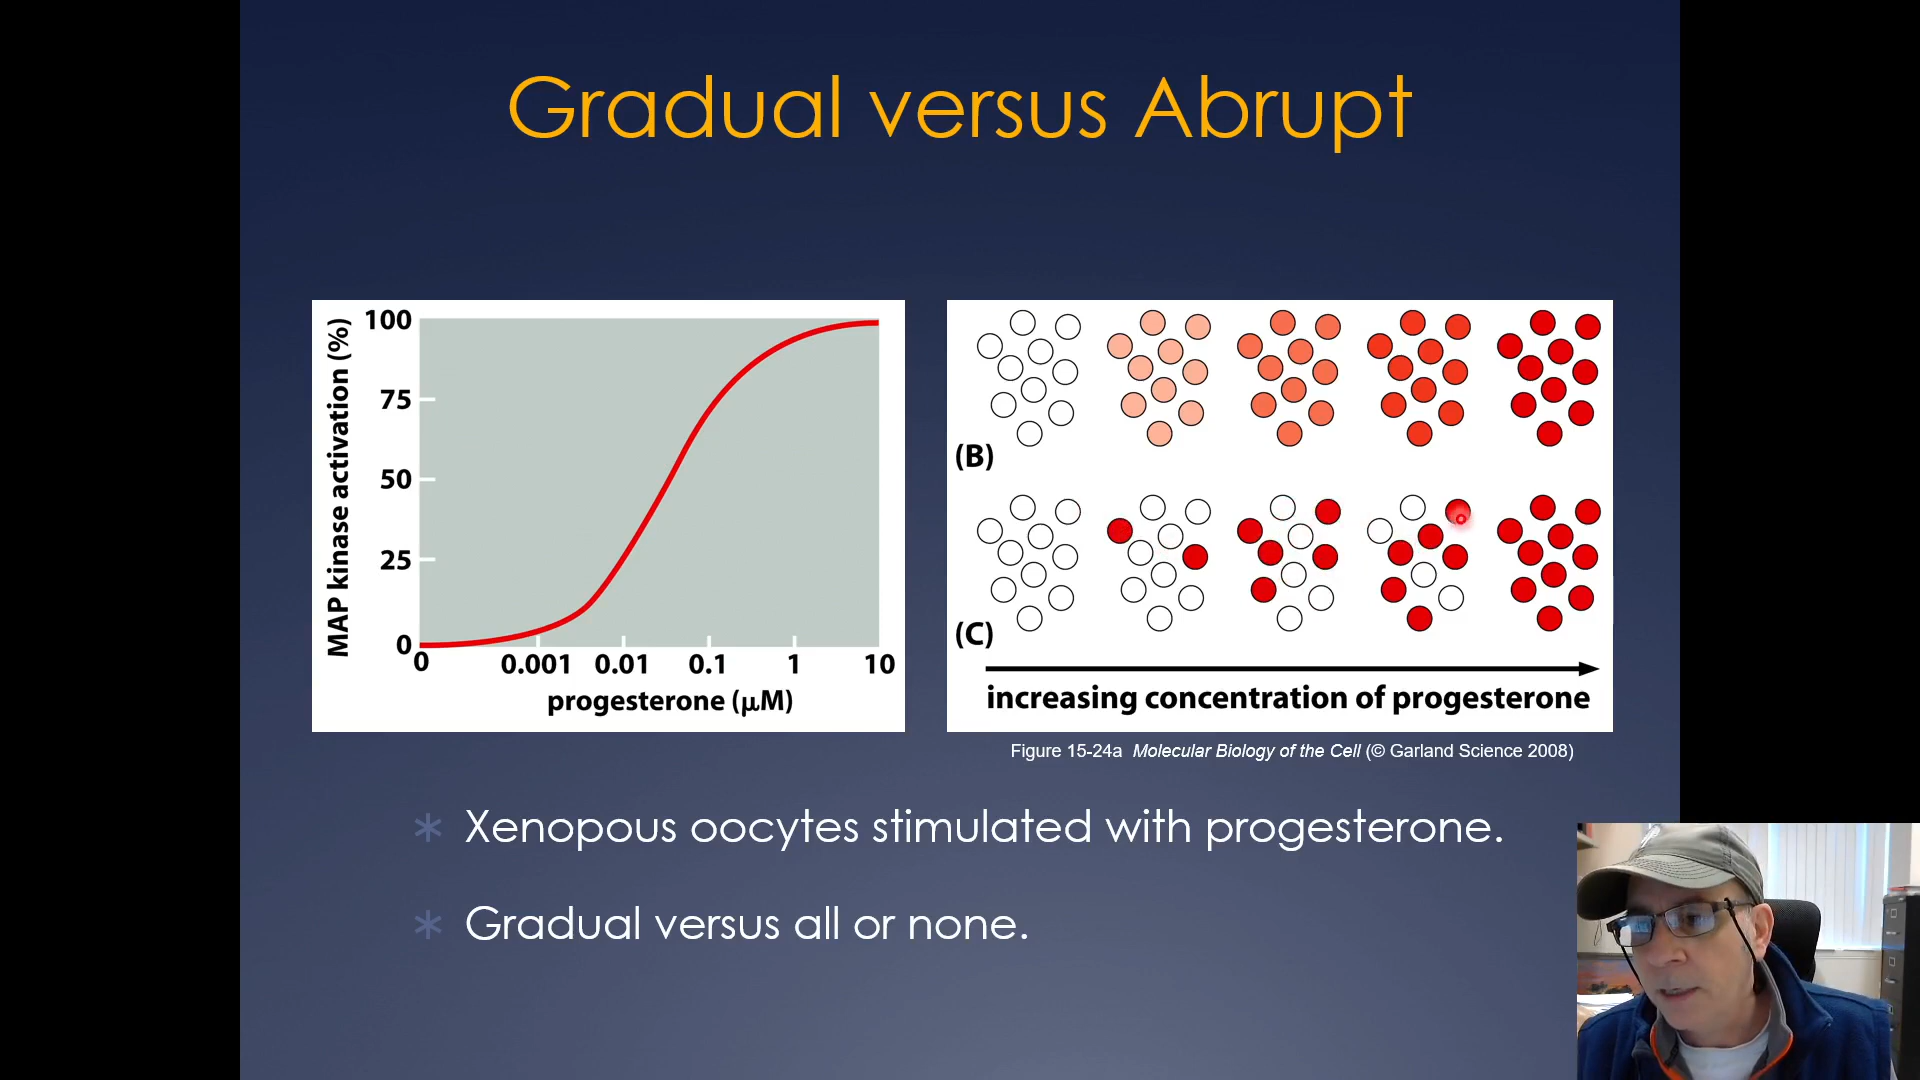 Gradual versus Abrupt
MAP kinase activation (%)
100
75
50
25
0
0 0.001 0.01 0.1 1 10
progesterone (μM)
(B)
(C)
increasing concentration of progesterone
Figure 15-24a Molecular Biology of the Cell (© Garland Science 2008)
Xenopous oocytes stimulated with progesterone.
Gradual versus all or none.